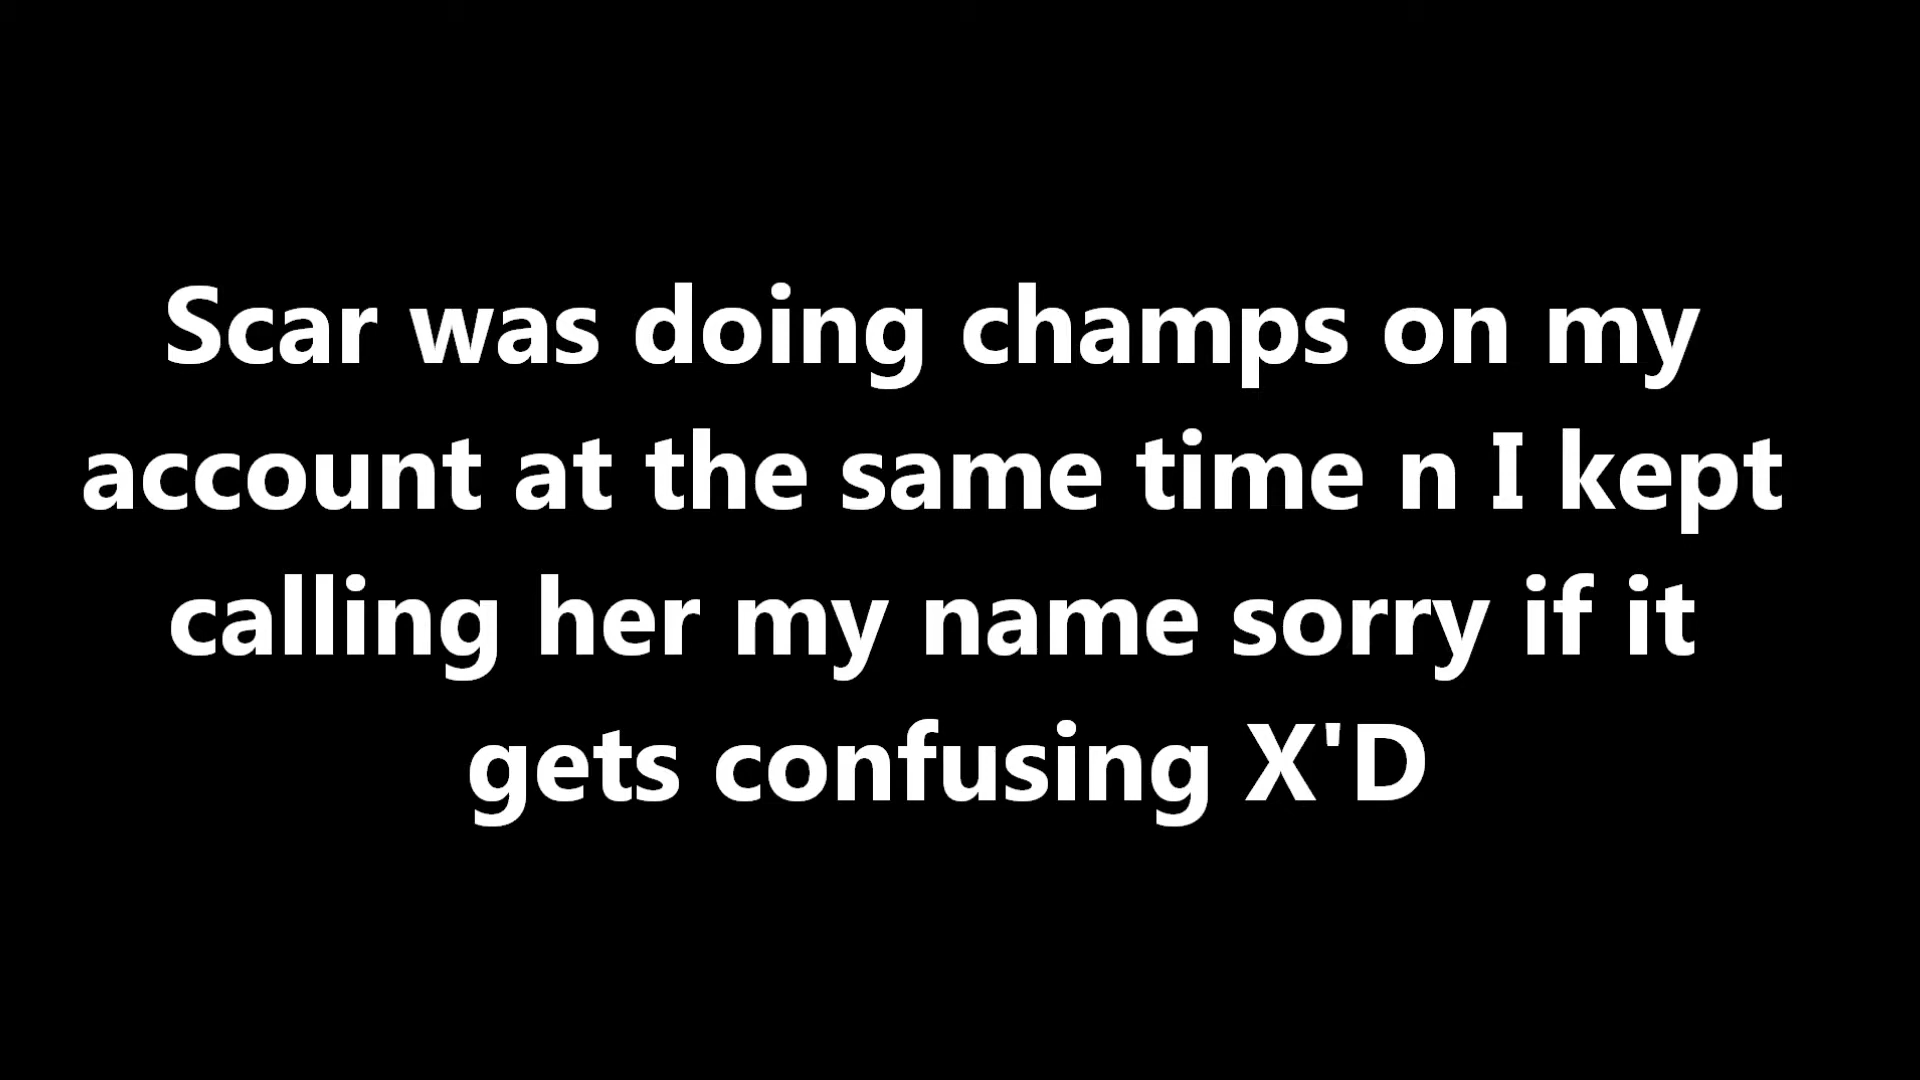 Scar was doing champs on my
account at the same time n I kept
calling her my name sorry if it
gets confusing X'D